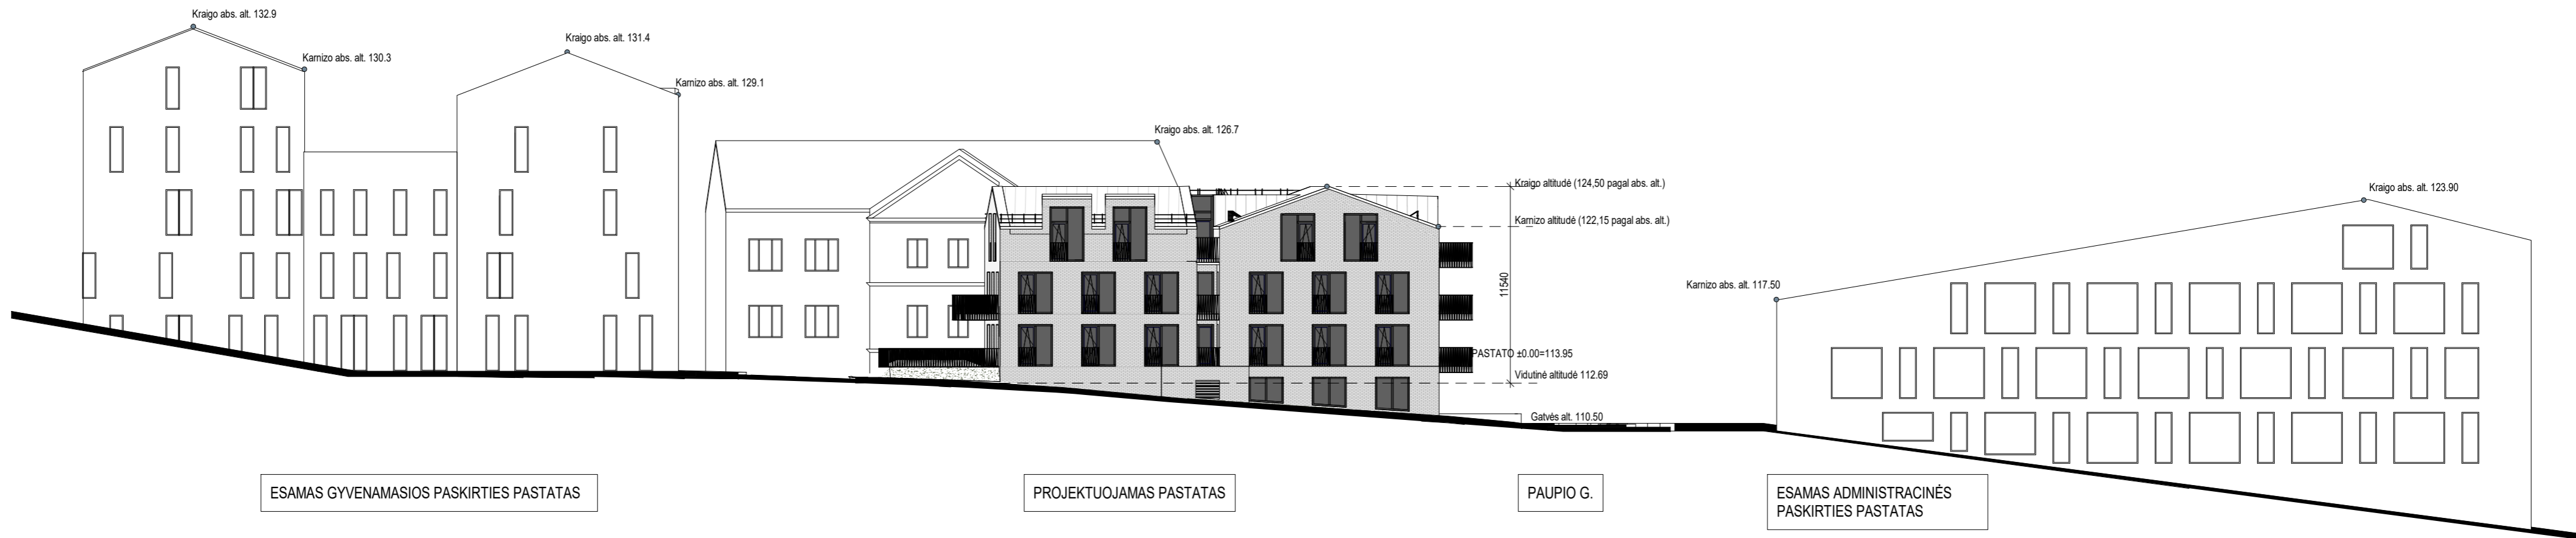 Kraigo abs. alt. 132.9
Karnizo abs. alt. 130.3
Kraigo abs. alt. 131.4
Karnizo abs. alt. 129.1
Kraigo abs. alt. 126.7
Kraigo altitudė (124,50 pagal abs. alt.)
Karnizo altitudė (122,15 pagal abs. alt.)
11540
PASTATO ±0.00=113.95
Vidutinė altitudė 112.69
Gatvės alt. 110.50
Karnizo abs. alt. 117.50
Kraigo abs. alt. 123.90
ESAMAS GYVENAMASIOS PASKIRTIES PASTATAS
PROJEKTUOJAMAS PASTATAS
PAUPIO G.
ESAMAS ADMINISTRACINĖS
PASKIRTIES PASTATAS